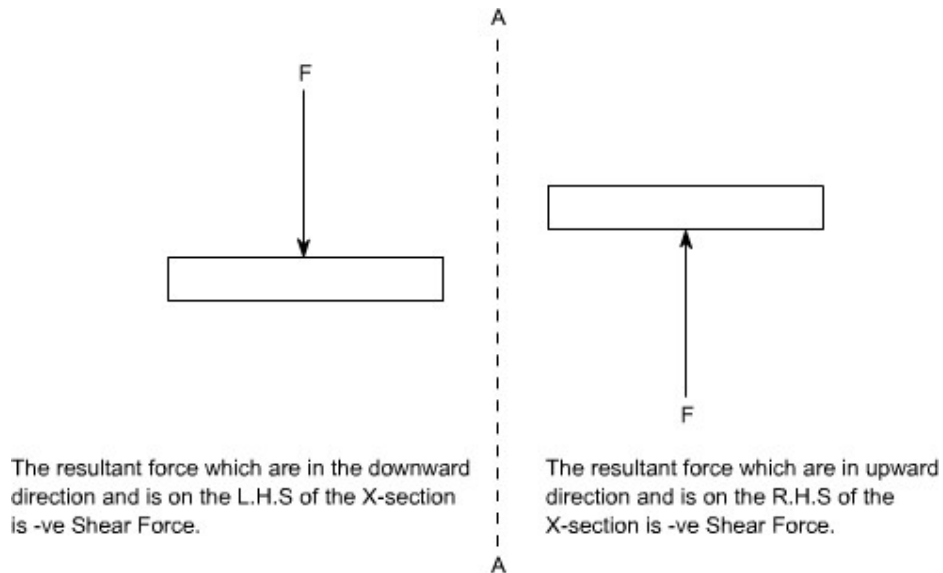 A
F
F
The resultant force which are in the downward
direction and is on the L.H.S of the X-section
is -ve Shear Force.
The resultant force which are in upward
direction and is on the R.H.S of the
X-section is -ve Shear Force.
A